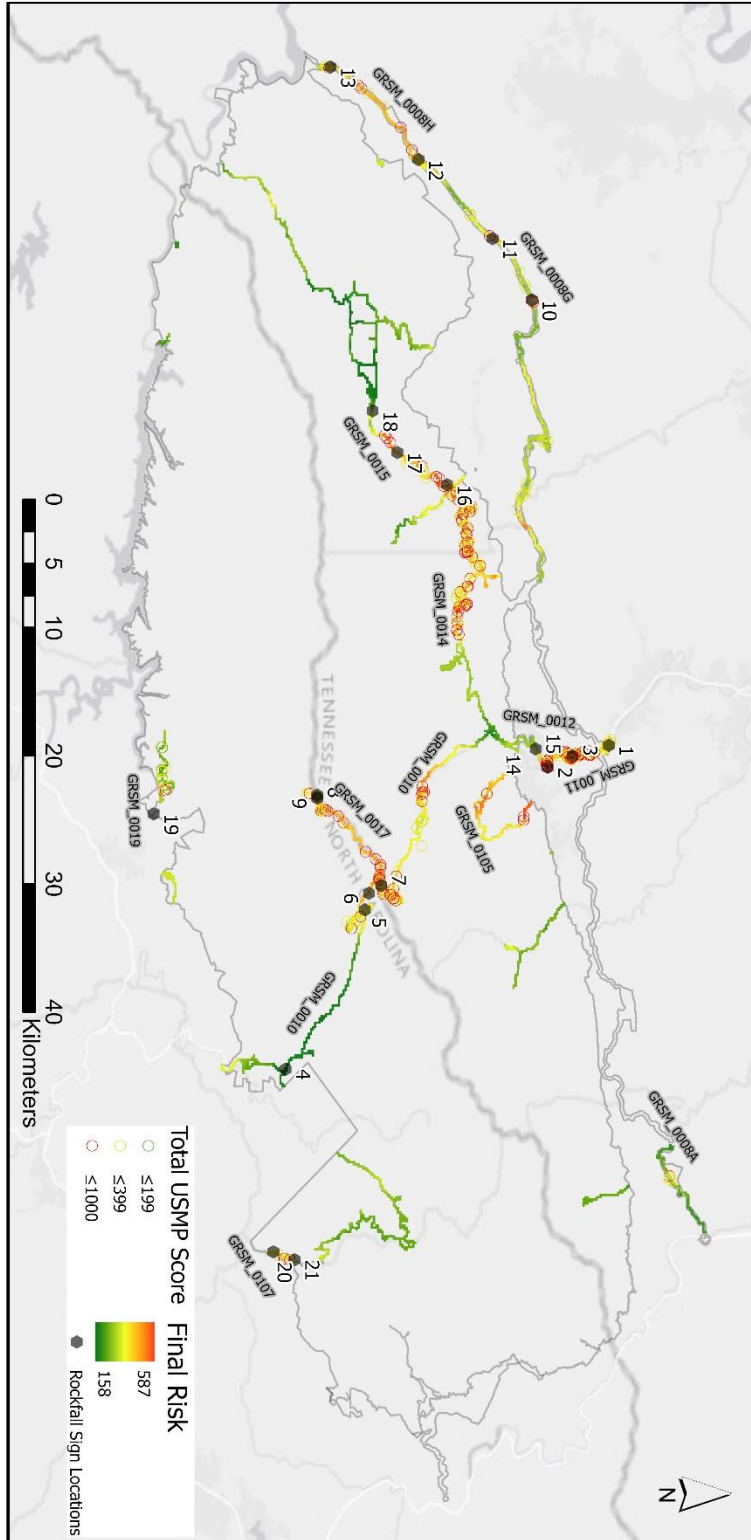 N
GRSM_0008A
1
GRSM_0011
3
2
GRSM_0012
15
14
10
GRSM_0008G
11
GRSM_0105
12
GRSM_0008H
13
16
GRSM_0014
17
GRSM_0015
18
GRSM_0010
7
5
6
GRSM_0017
8
9
TENNESSEE
NORTH CAROLINA
GRSM_0010
4
21
20
GRSM_0107
19
GRSM_0019
Total USMP Score
≤199
≤399
≤1000
Final Risk
587
158
Rockfall Sign Locations
0 5 10 20 30 40
Kilometers